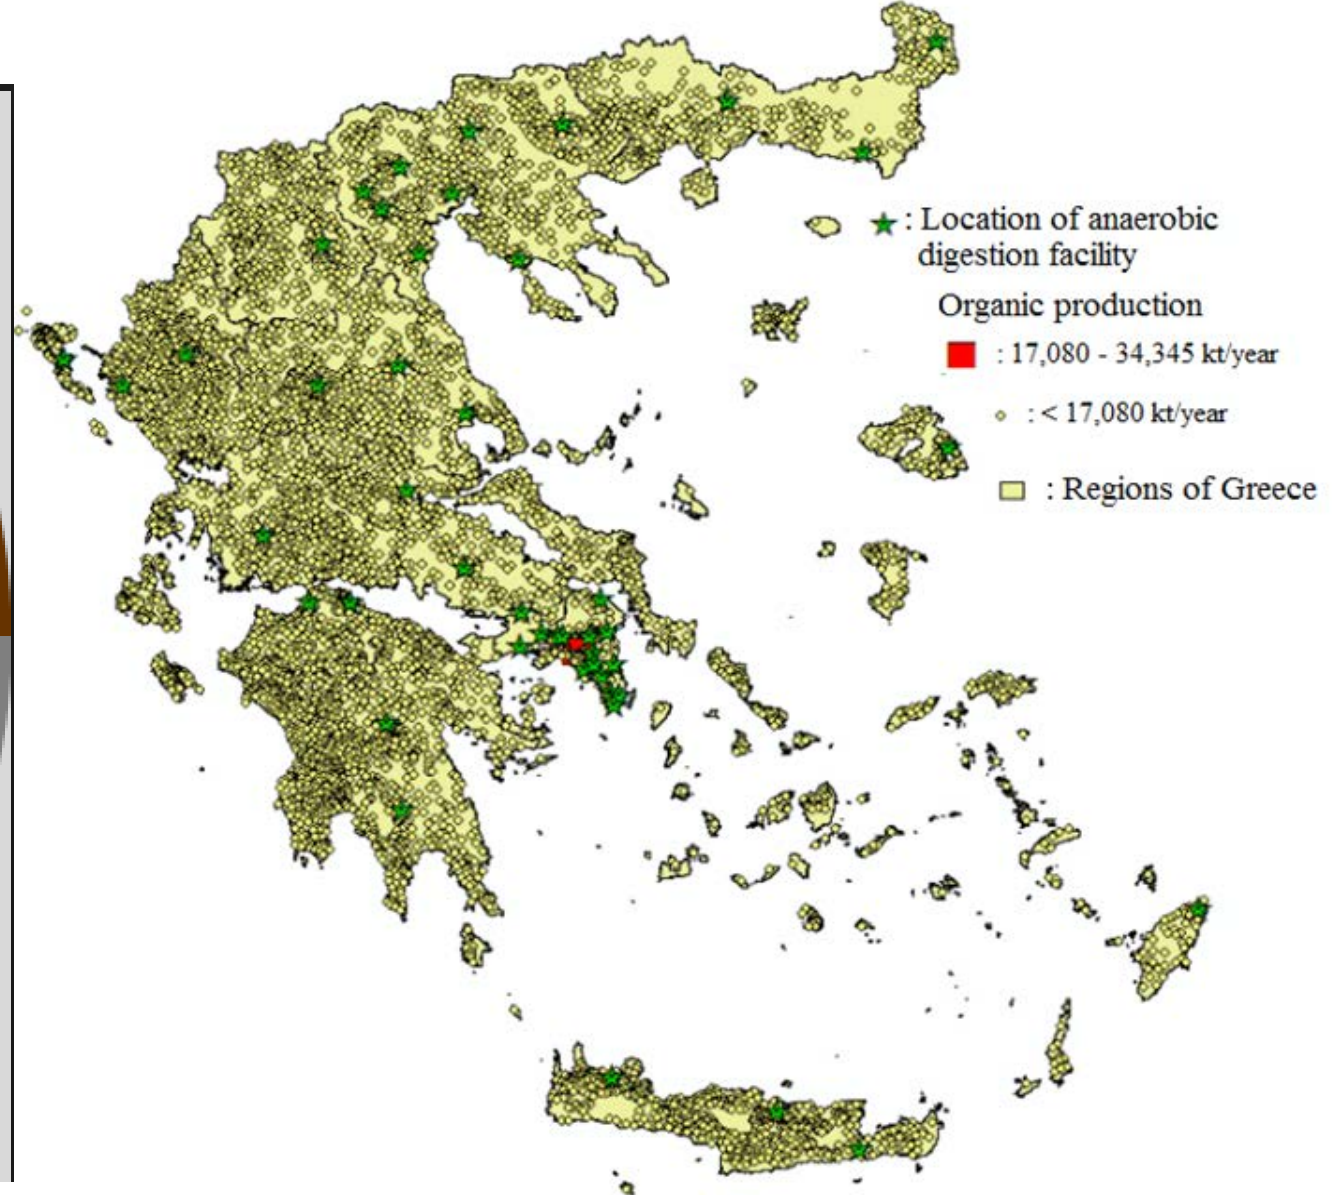 : Location of anaerobic
digestion facility
Organic production
: 17,080 - 34,345 kt/year
: < 17,080 kt/year
: Regions of Greece